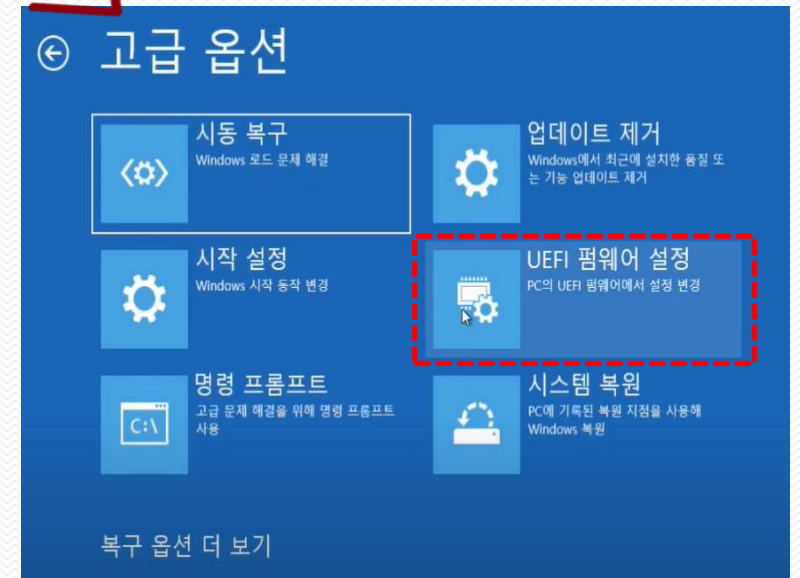 고급 옵션
시동 복구
Windows 로드 문제 해결
업데이트 제거
Windows에서 최근에 설치한 품질 또
는 기능 업데이트 제거
시작 설정
Windows 시작 동작 변경
UEFI 펌웨어 설정
PC의 UEFI 펌웨어에서 설정 변경
명령 프롬프트
고급 문제 해결을 위해 명령 프롬프트
사용
C:\
시스템 복원
PC에 기록된 복원 지점을 사용해
Windows 복원
복구 옵션 더 보기